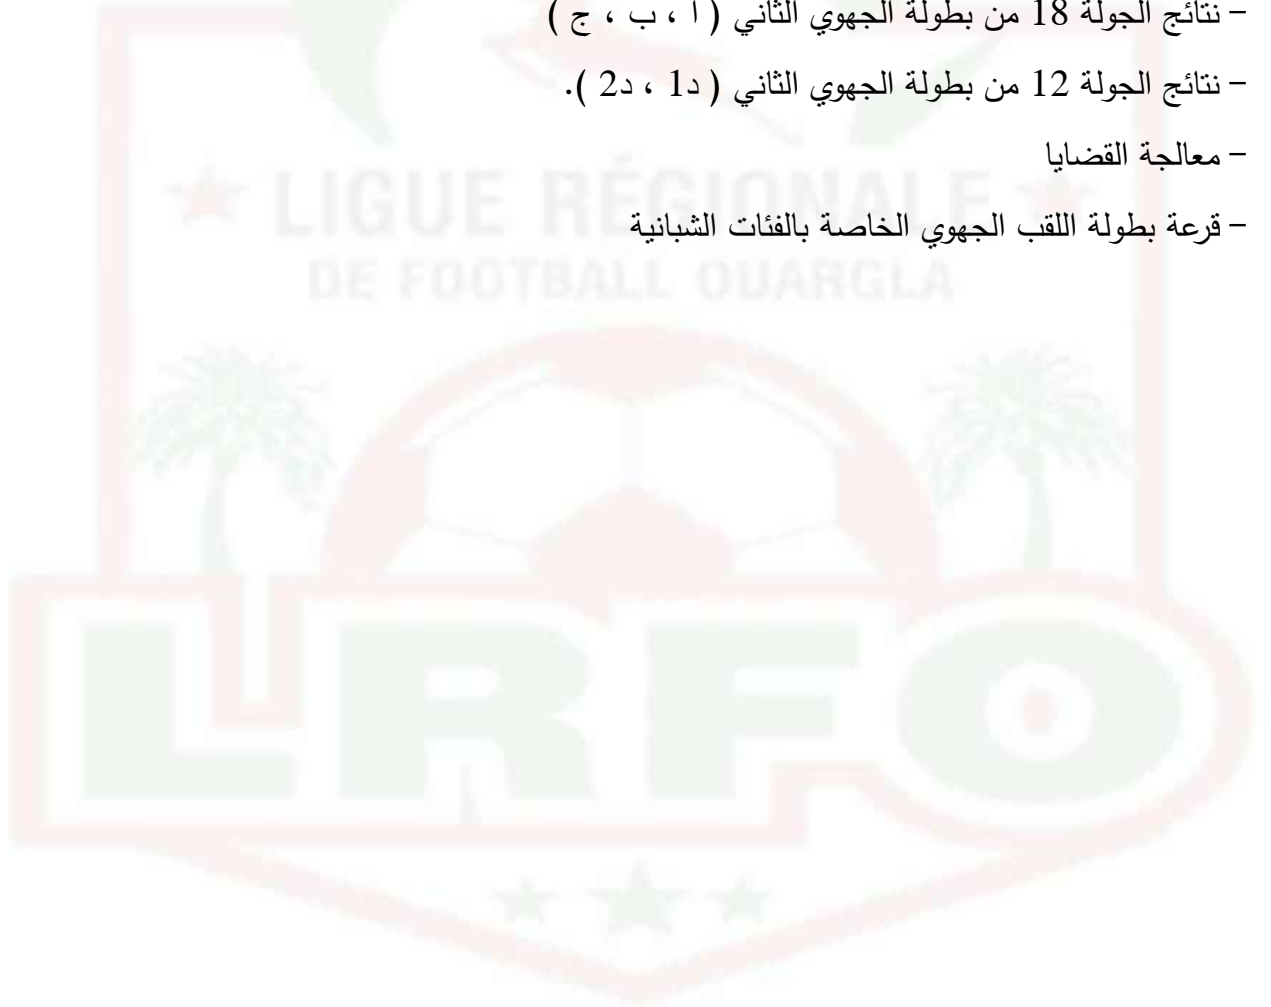 - نتائج الجولة 18 من بطولة الجهوي الثاني ( أ ، ب ، ج )
- نتائج الجولة 12 من بطولة الجهوي الثاني ( د1 ، د2 ).
- معالجة القضايا
- قرعة بطولة اللقب الجهوي الخاصة بالفئات الشبانية
LIGUE RÉGIONALE
DE FOOTBALL OUARGLA
LRFO